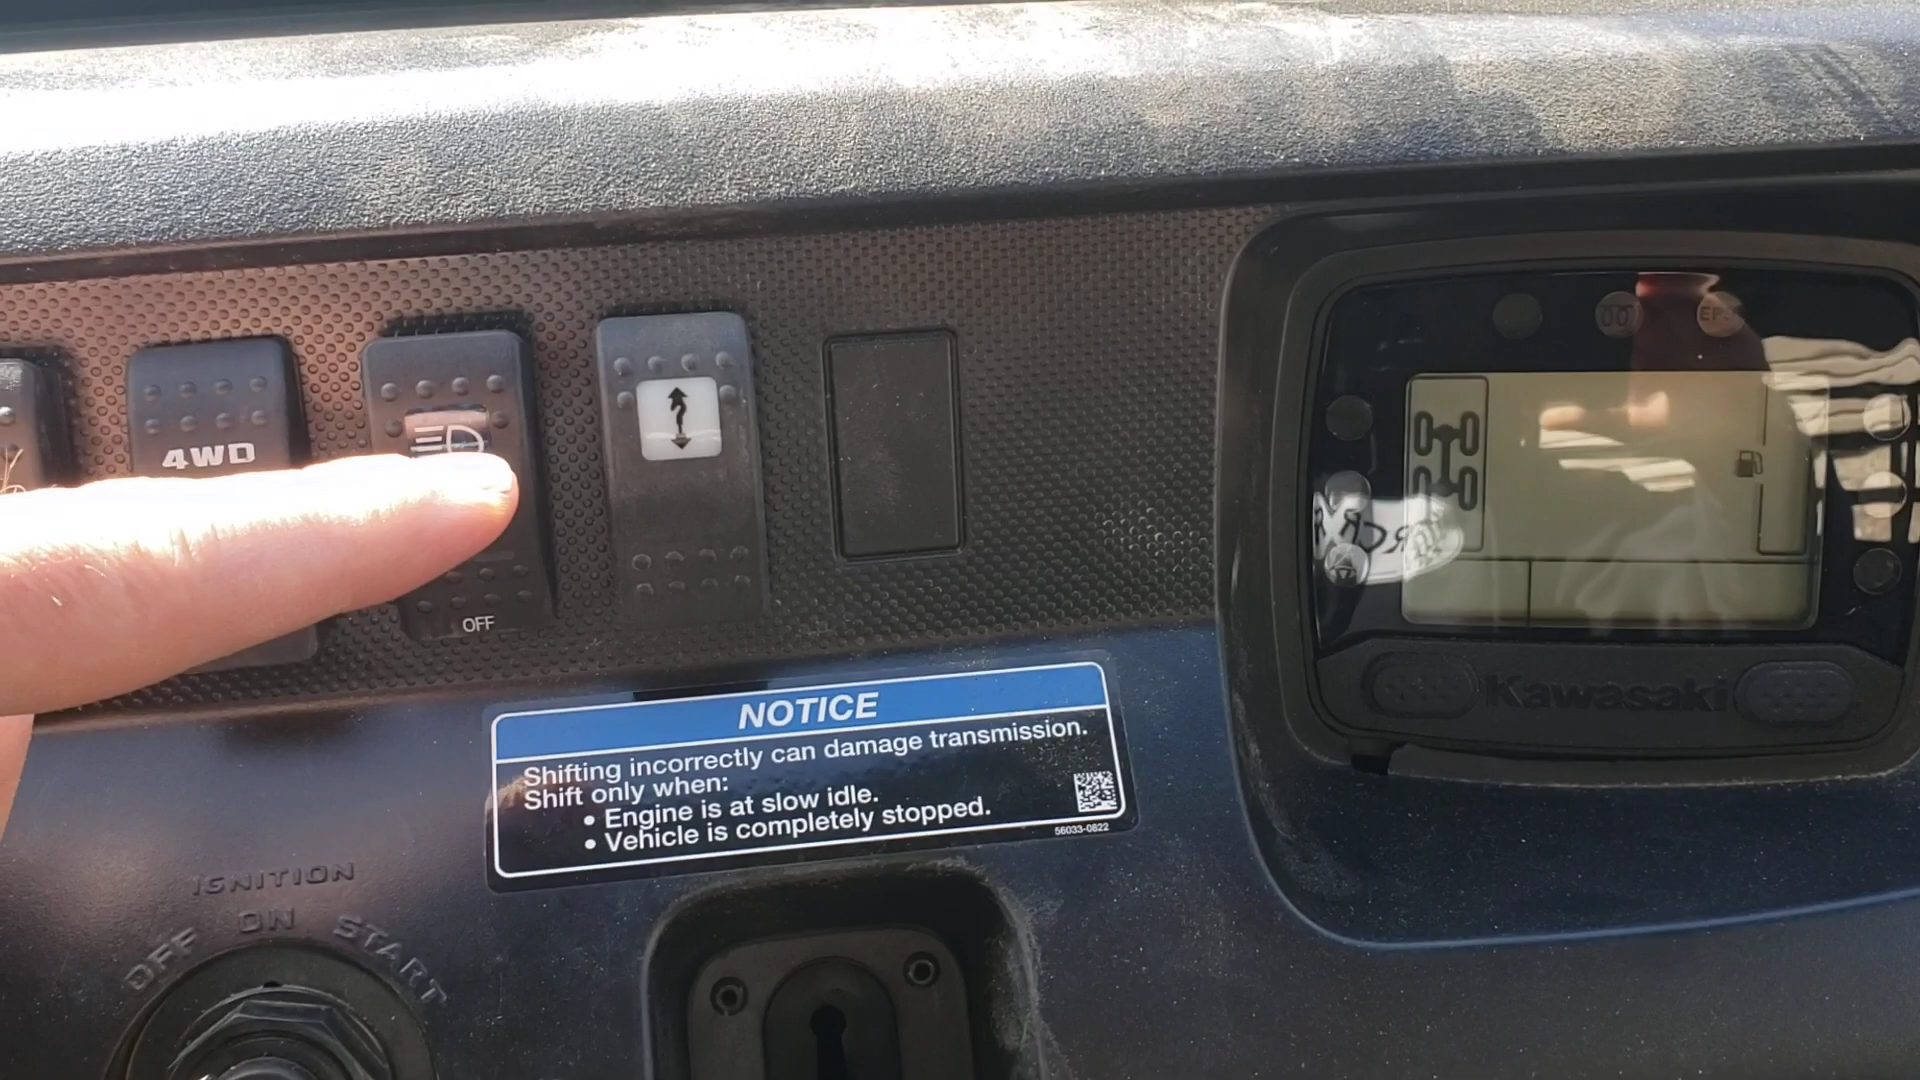 4WD
OFF
EPS
Kawasaki
NOTICE
Shifting incorrectly can damage transmission.
Shift only when:
• Engine is at slow idle.
• Vehicle is completely stopped.
56033-0822
IGNITION
OFF ON START